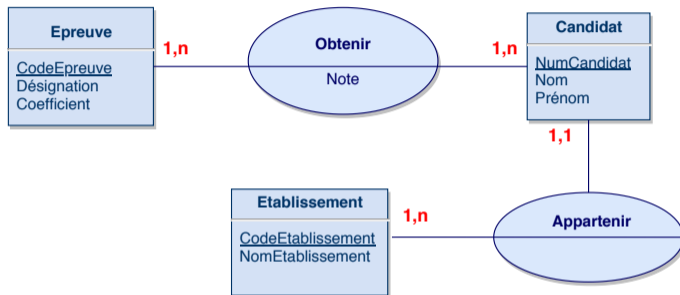 Epreuve
CodeEpreuve
Désignation
Coefficient
1,n
Obtenir
Note
1,n
Candidat
NumCandidat
Nom
Prénom
1,1
Etablissement
CodeEtablissement
NomEtablissement
1,n
Appartenir